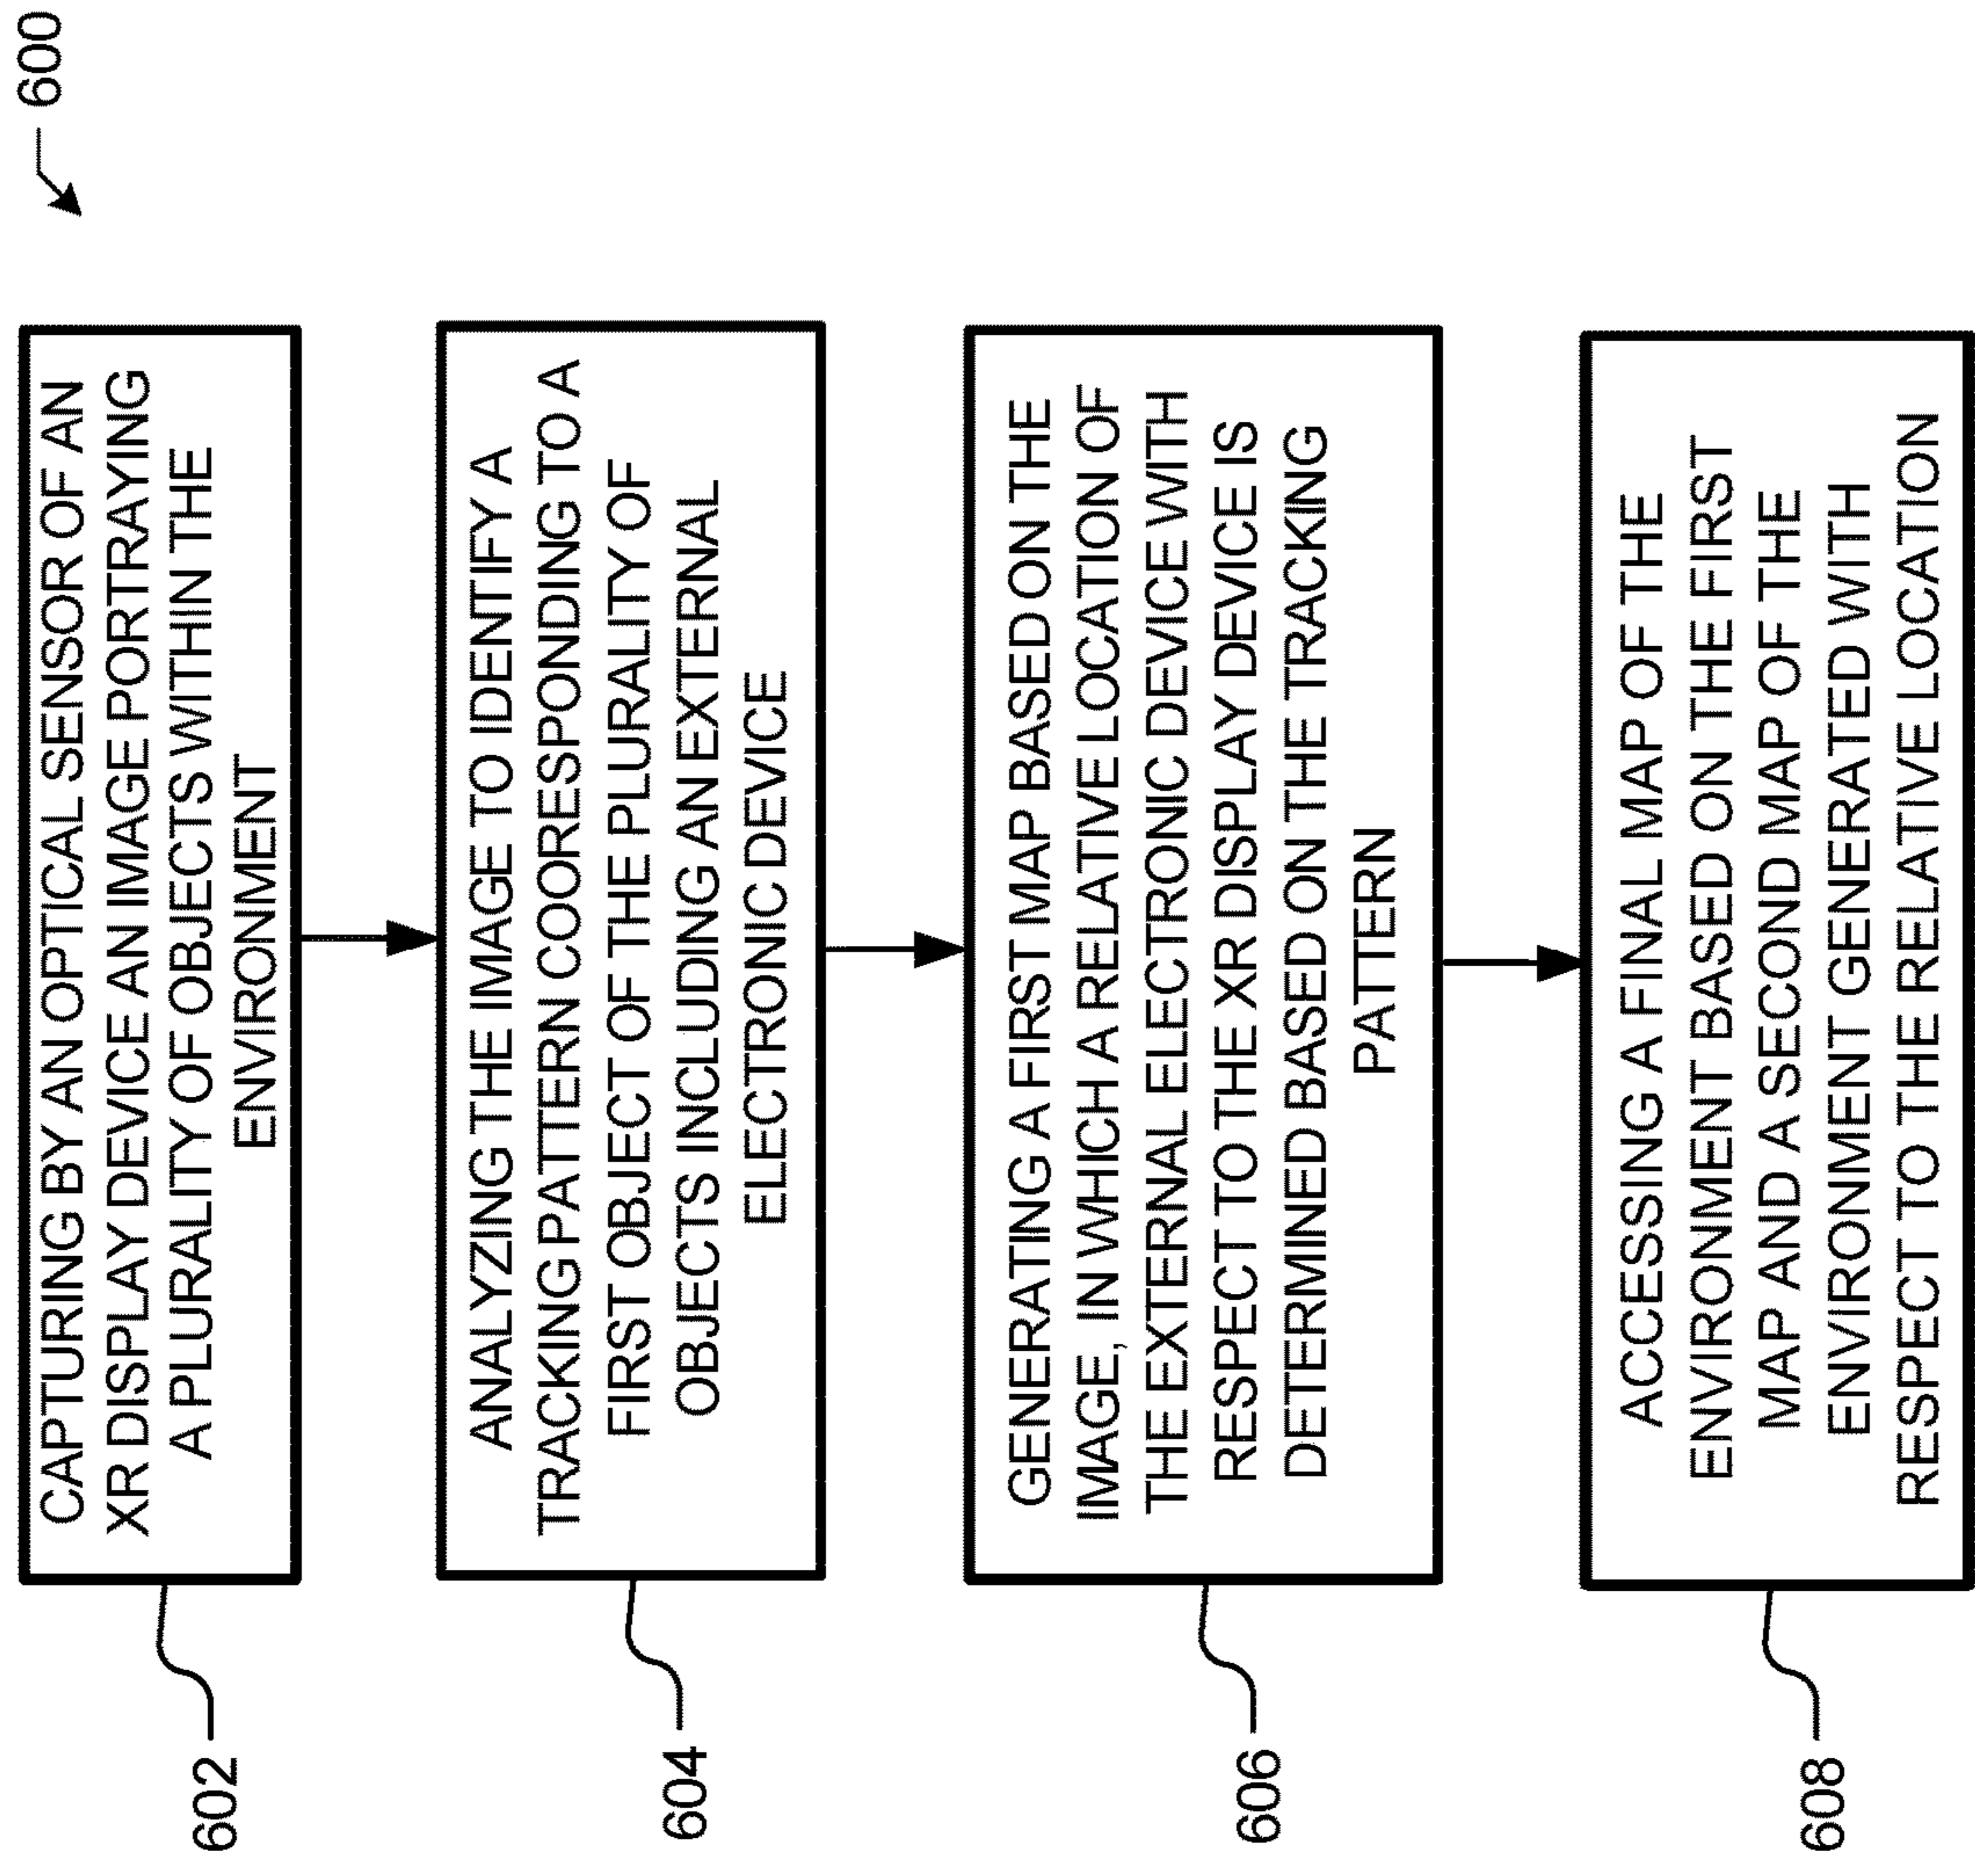 600
602
CAPTURING BY AN OPTICAL SENSOR OF AN
XR DISPLAY DEVICE AN IMAGE PORTRAYING
A PLURALITY OF OBJECTS WITHIN THE
ENVIRONMENT
604
ANALYZING THE IMAGE TO IDENTIFY A
TRACKING PATTERN COORESPONDING TO A
FIRST OBJECT OF THE PLURALITY OF
OBJECTS INCLUDING AN EXTERNAL
ELECTRONIC DEVICE
606
GENERATING A FIRST MAP BASED ON THE
IMAGE, IN WHICH A RELATIVE LOCATION OF
THE EXTERNAL ELECTRONIC DEVICE WITH
RESPECT TO THE XR DISPLAY DEVICE IS
DETERMINED BASED ON THE TRACKING
PATTERN
608
ACCESSING A FINAL MAP OF THE
ENVIRONMENT BASED ON THE FIRST
MAP AND A SECOND MAP OF THE
ENVIRONMENT GENERATED WITH
RESPECT TO THE RELATIVE LOCATION